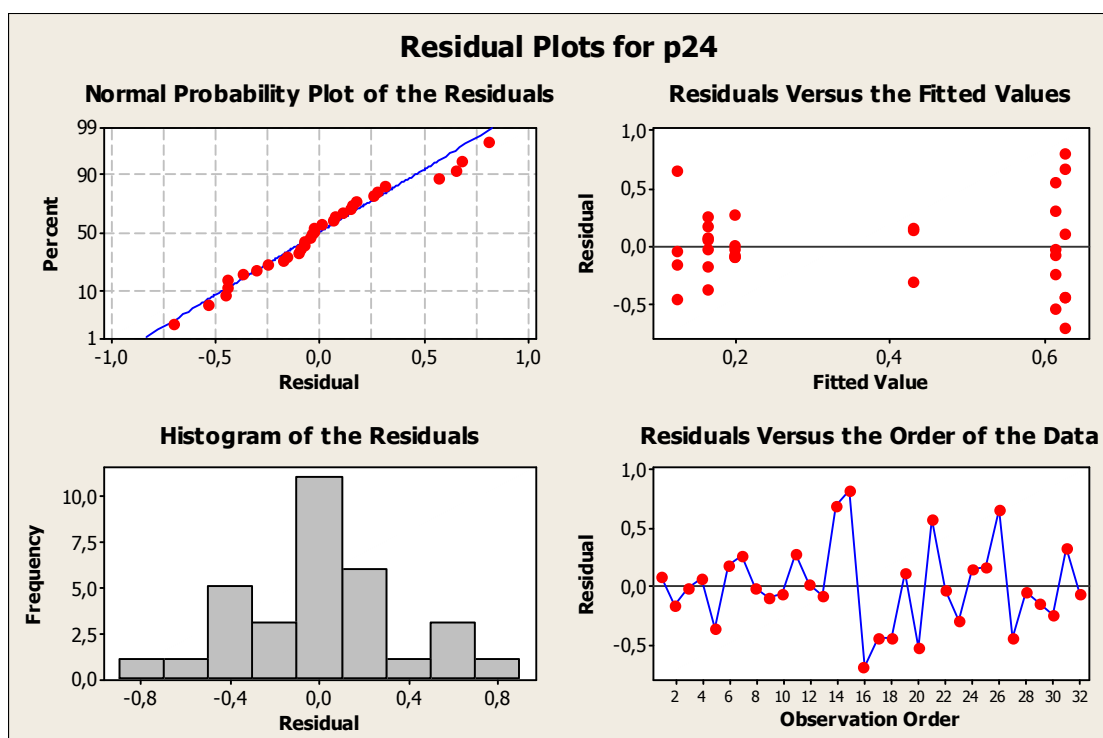 Residual Plots for p24
Normal Probability Plot of the Residuals
Percent
99
90
50
10
1
-1,0 -0,5 0,0 0,5 1,0
Residual
Residuals Versus the Fitted Values
Residual
1,0
0,5
0,0
-0,5
0,2 0,4 0,6
Fitted Value
Histogram of the Residuals
Frequency
10,0
7,5
5,0
2,5
0,0
-0,8 -0,4 0,0 0,4 0,8
Residual
Residuals Versus the Order of the Data
Residual
1,0
0,5
0,0
-0,5
2 4 6 8 10 12 14 16 18 20 22 24 26 28 30 32
Observation Order